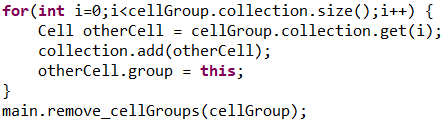 for(int i=0;i<cellGroup.collection.size();i++) {
    Cell otherCell = cellGroup.collection.get(i);
    collection.add(otherCell);
    otherCell.group = this;
}
main.remove_cellGroups(cellGroup);